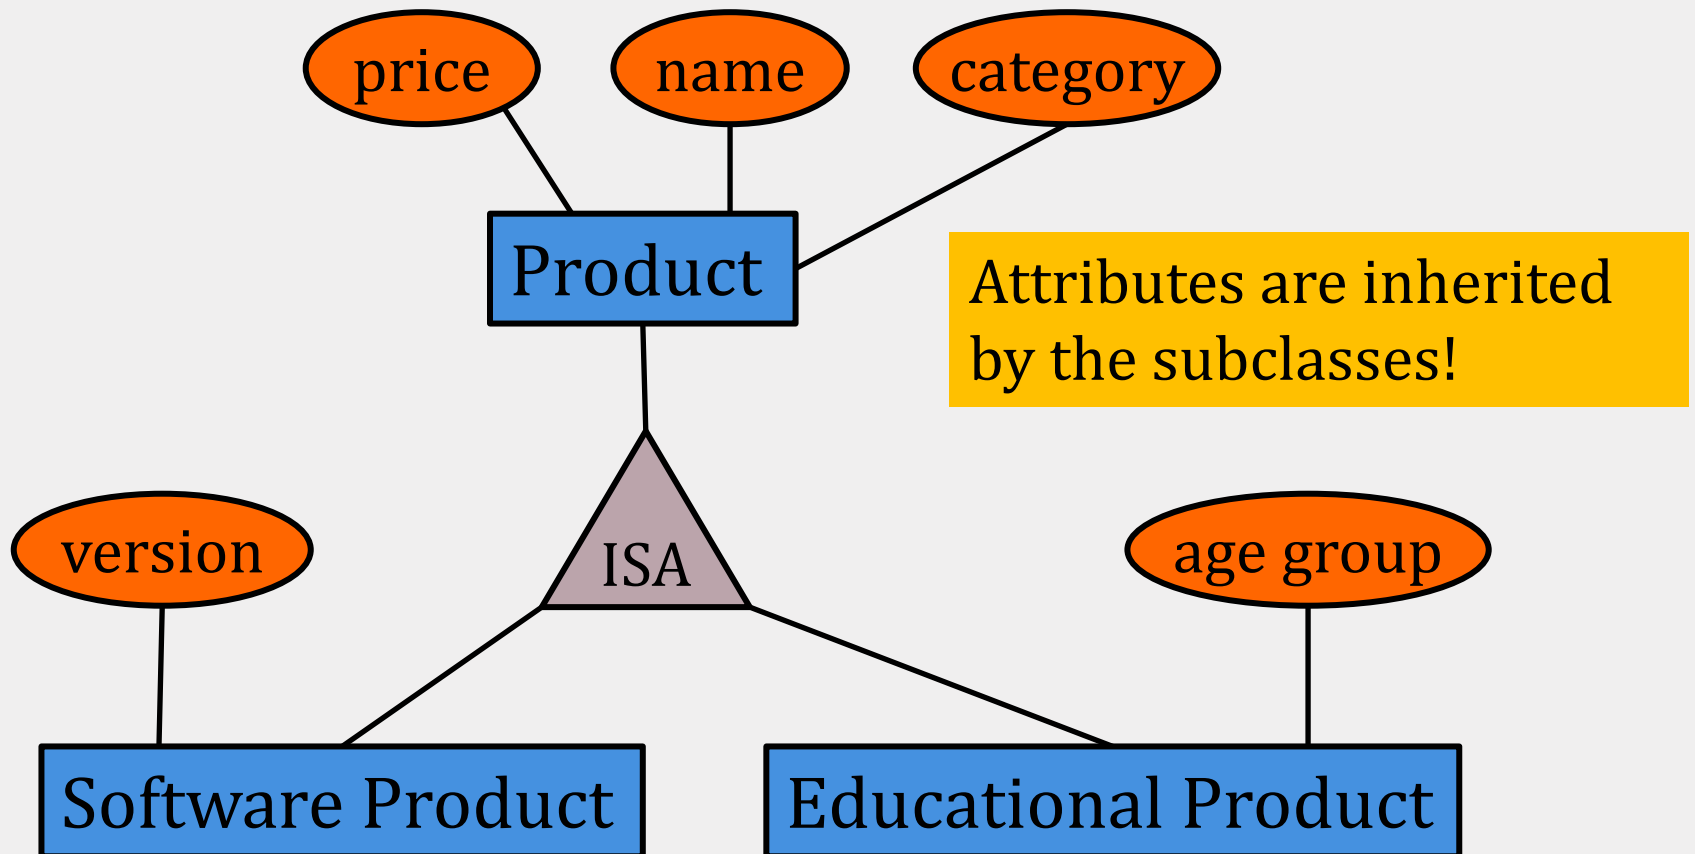 price
name
category
Product
Attributes are inherited
by the subclasses!
version
ISA
age group
Software Product
Educational Product